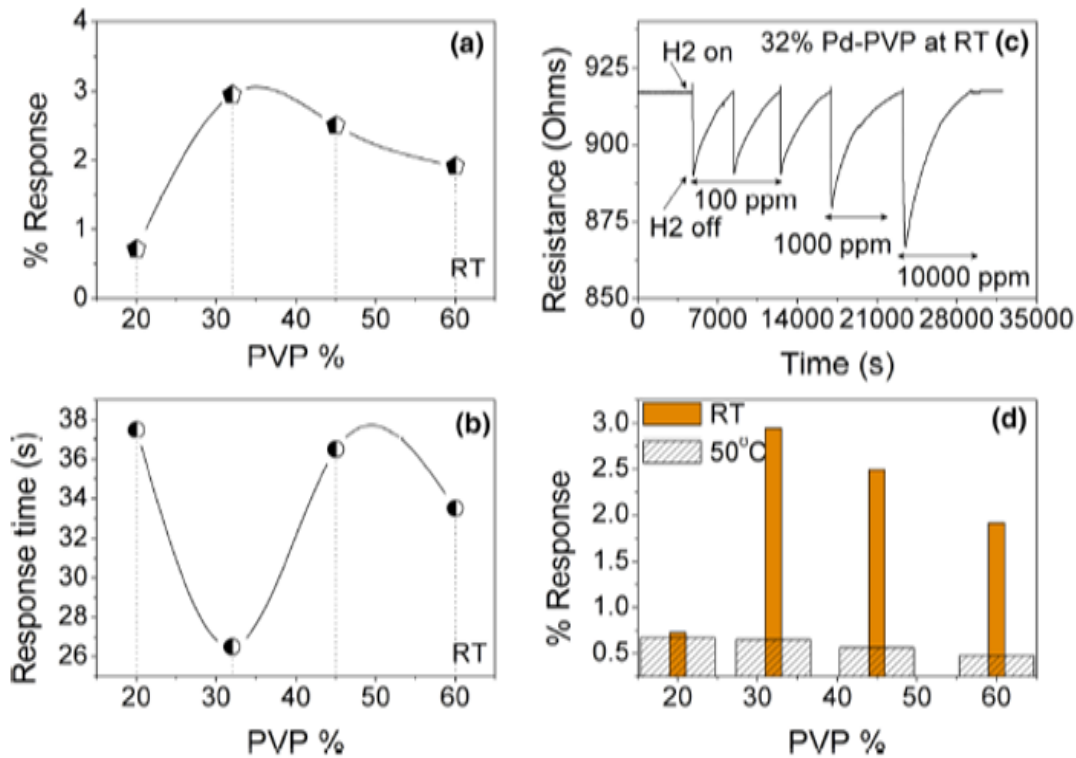 (a)
% Response
4
3
2
1
0
20 30 40 50 60
RT
PVP %
32% Pd-PVP at RT (c)
H2 on
Resistance (Ohms)
925
900
875
850
100 ppm
H2 off
1000 ppm
10000 ppm
0 7000 14000 21000 28000 35000
Time (s)
(b)
Response time (s)
38
36
34
32
30
28
26
RT
20 30 40 50 60
PVP %
RT (d)
50°C
% Response
3.0
2.5
2.0
1.5
1.0
0.5
20 30 40 50 60
PVP %